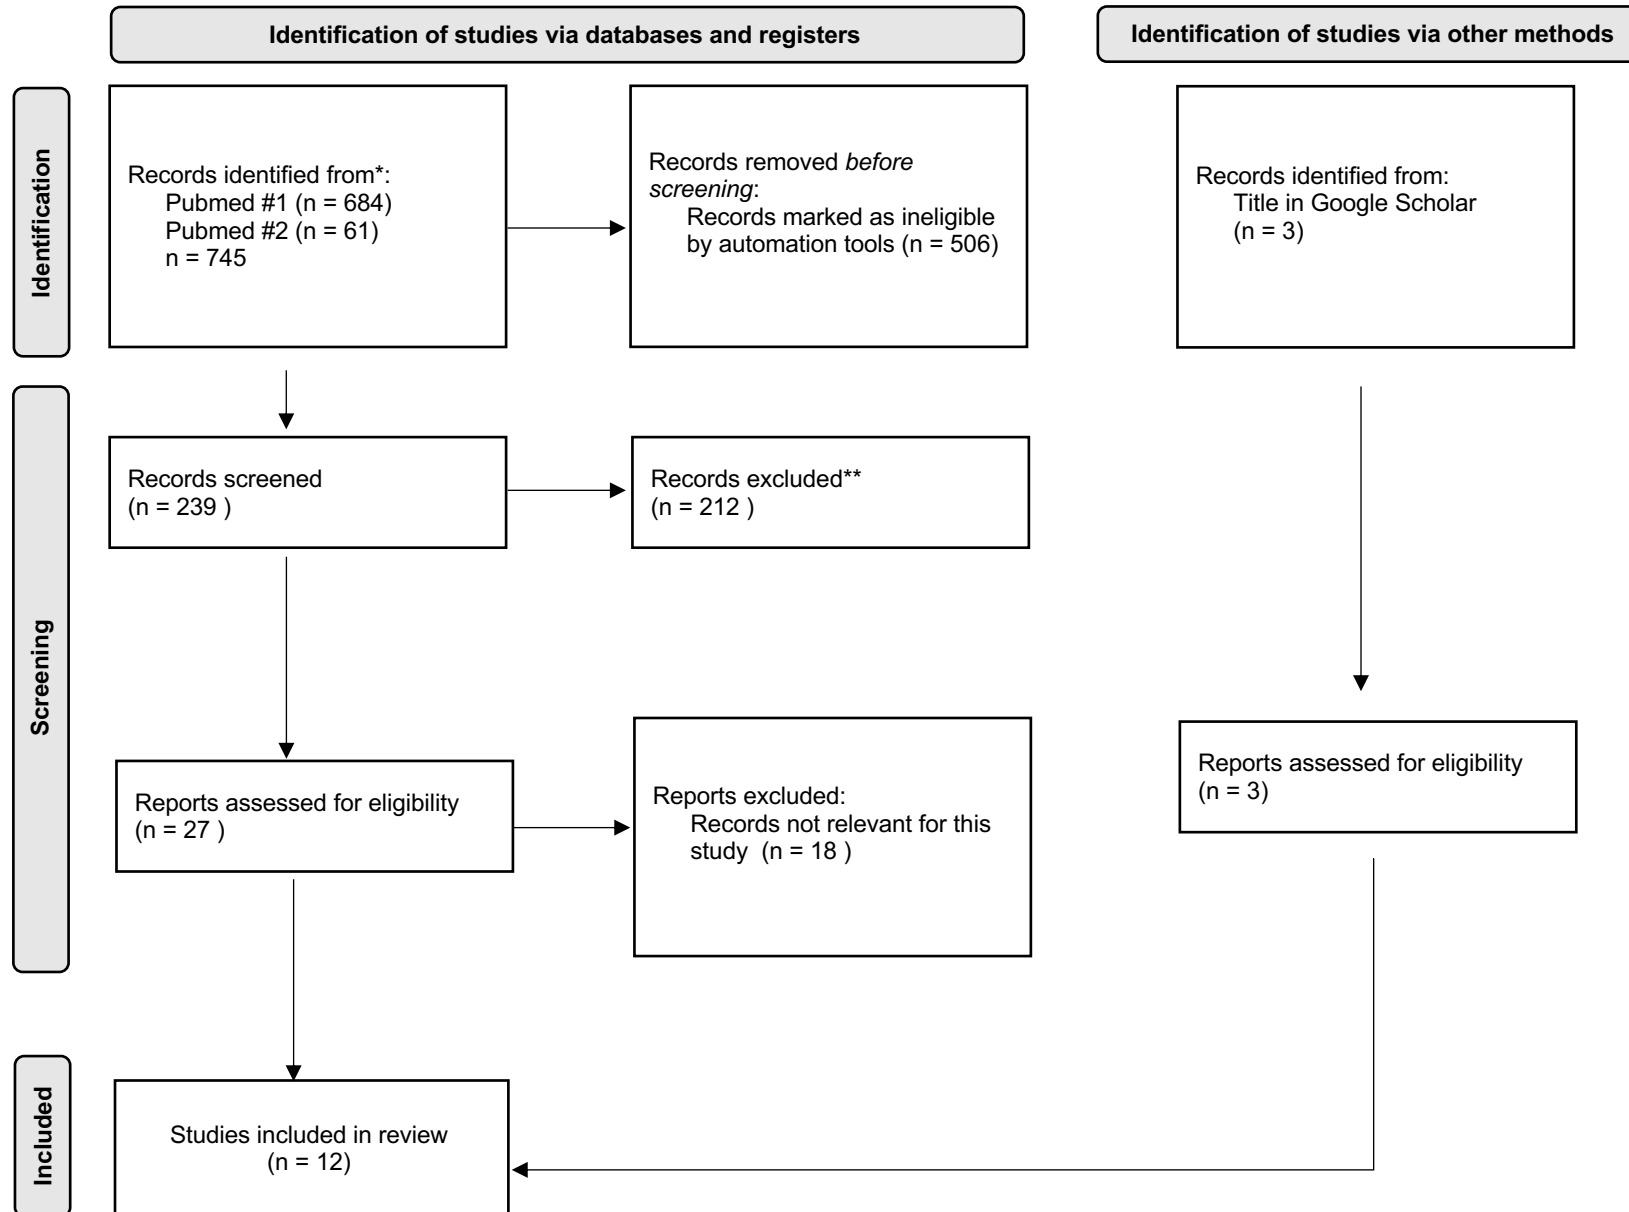 Identification of studies via databases and registers
Identification of studies via other methods
Identification
Records identified from*:
Pubmed #1 (n = 684)
Pubmed #2 (n = 61)
n = 745
Records removed before
screening:
Records marked as ineligible
by automation tools (n = 506)
Records identified from:
Title in Google Scholar
(n = 3)
Screening
Records screened
(n = 239 )
Records excluded**
(n = 212 )
Reports assessed for eligibility
(n = 27 )
Reports excluded:
Records not relevant for this
study  (n = 18 )
Reports assessed for eligibility
(n = 3)
Included
Studies included in review
(n = 12)